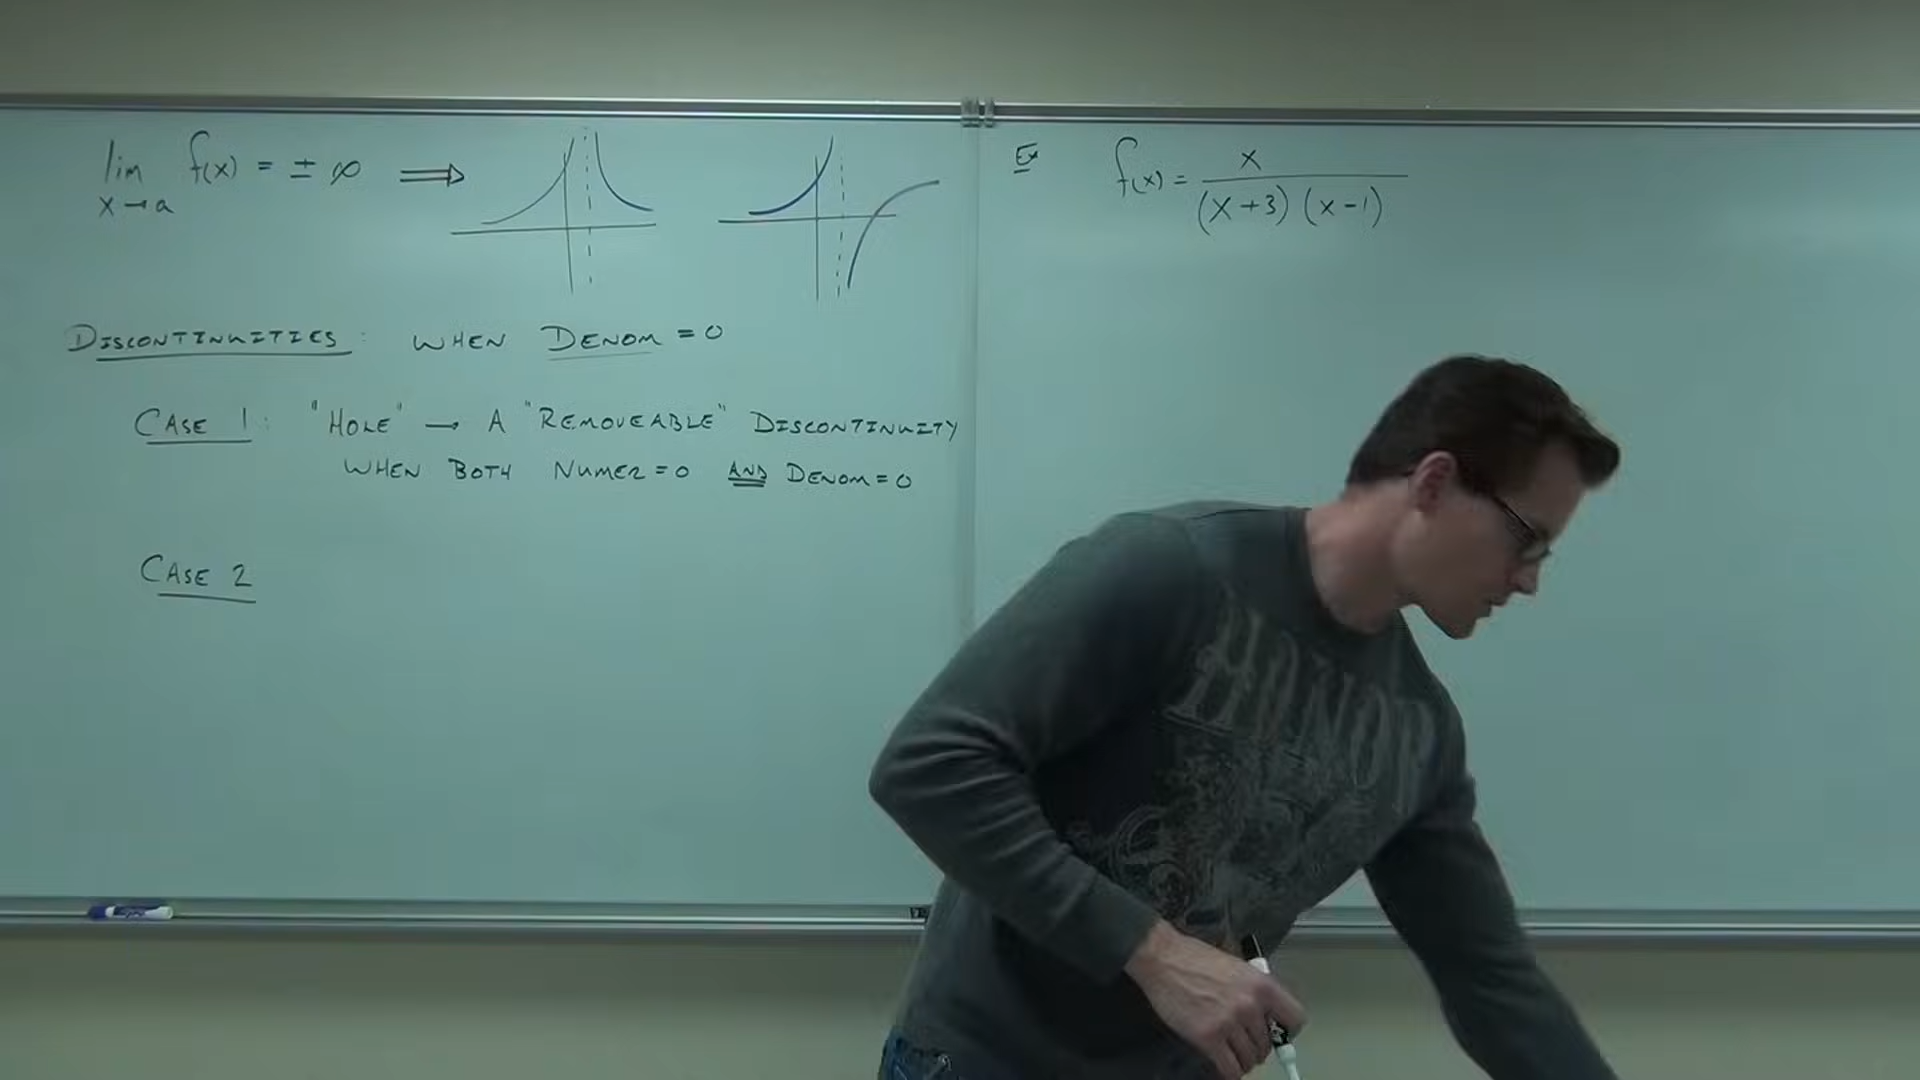 lim f(x) = ± ∞ ⟹
x→a
DISCONTINUITIES: WHEN DENOM = 0
CASE 1: "HOLE" → A "REMOVEABLE" DISCONTINUITY
WHEN BOTH NUMER = 0 AND DENOM = 0
CASE 2
Ex f(x) = x
(x+3) (x-1)
HONOR